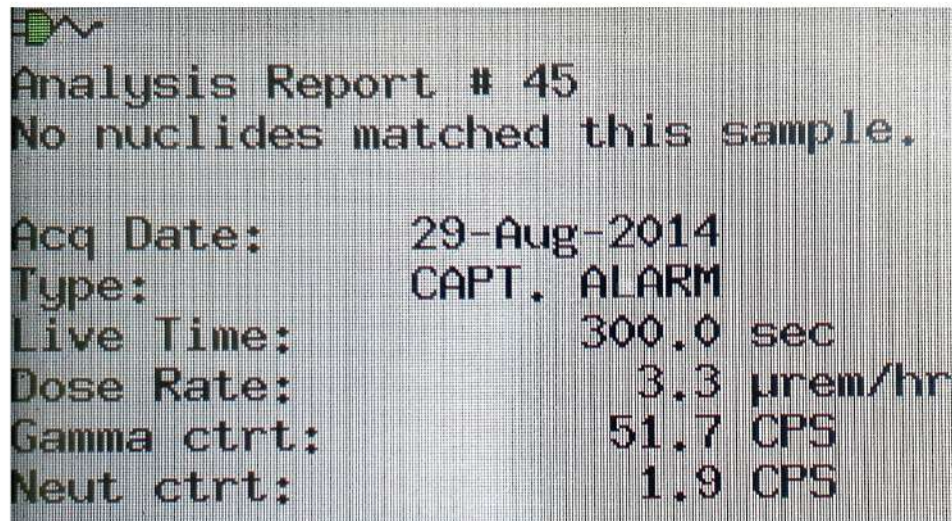 Analysis Report # 45
No nuclides matched this sample.
Acq Date: 29-Aug-2014
Type: CAPT. ALARM
Live Time: 300.0 sec
Dose Rate: 3.3 µrem/hr
Gamma ctrt: 51.7 CPS
Neut ctrt: 1.9 CPS